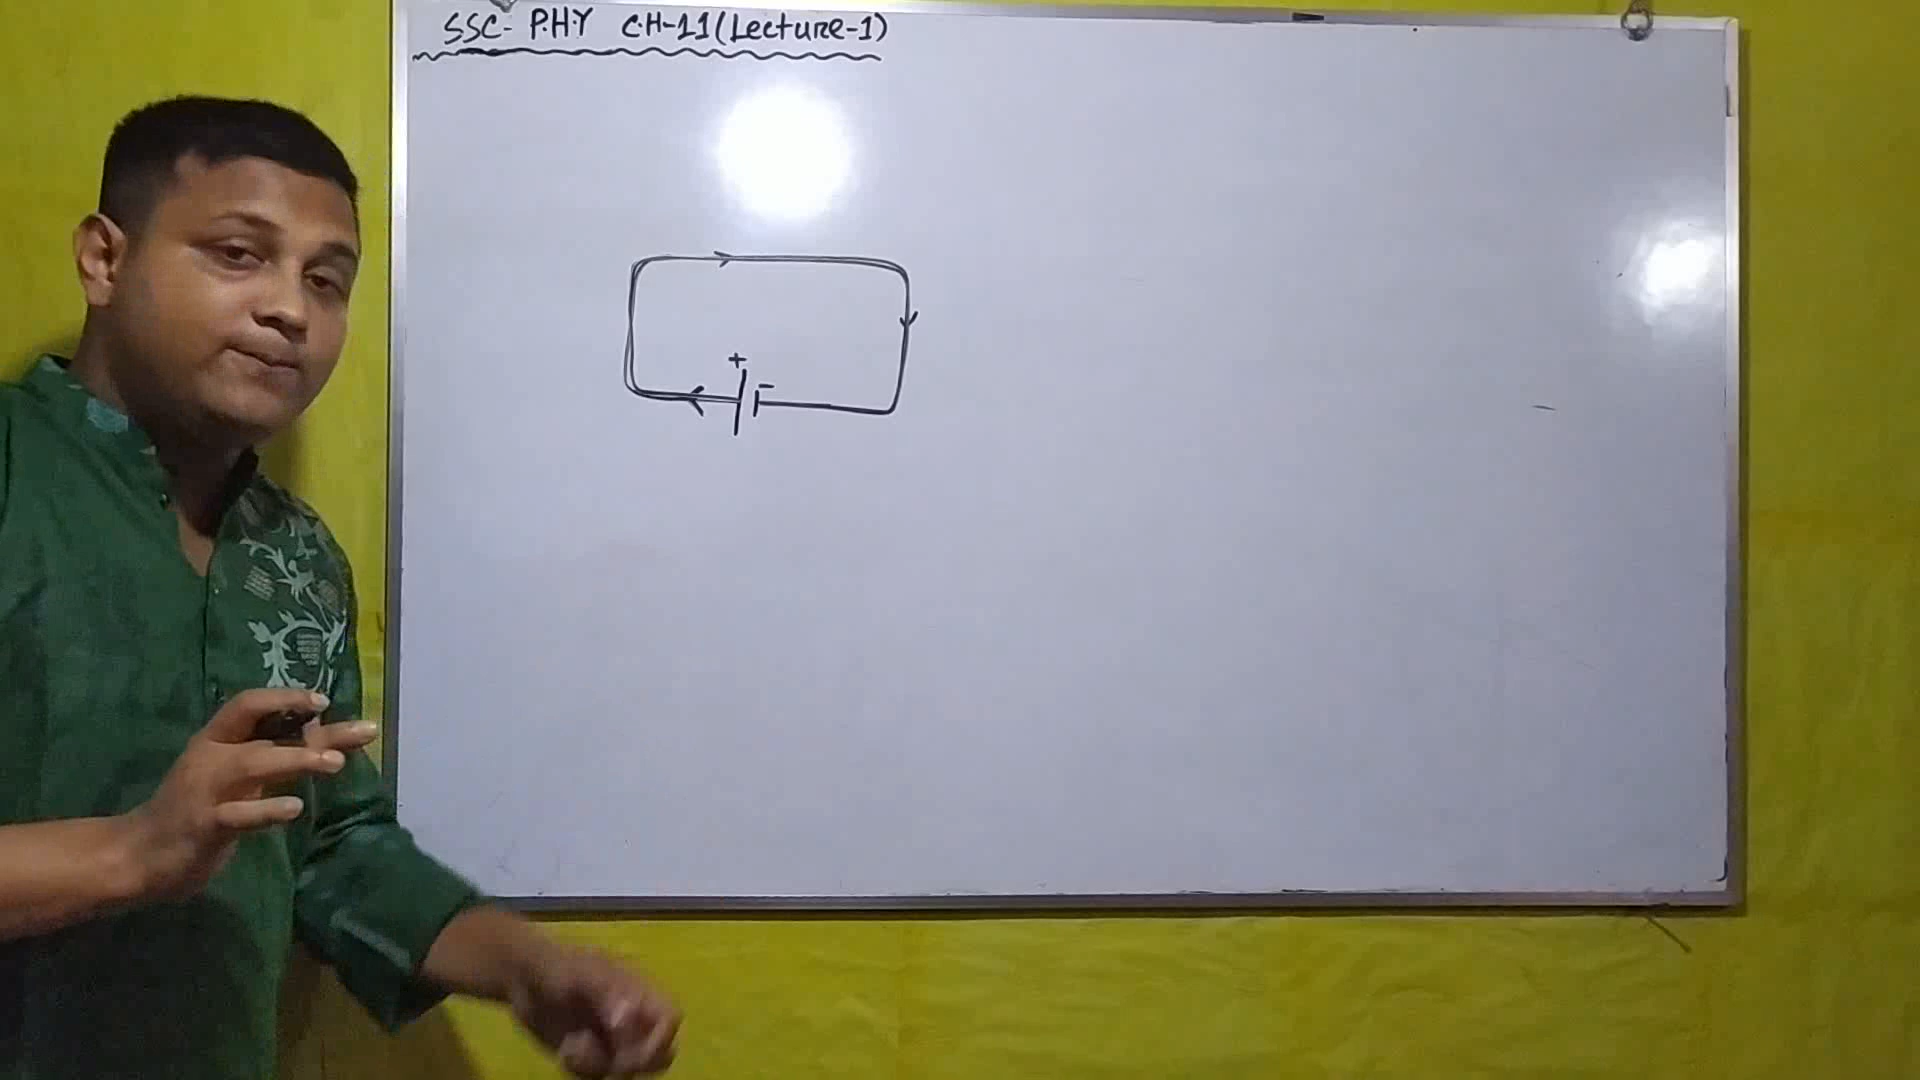 SSC- P.H.Y C.H-11(Lecture-1)
+
-